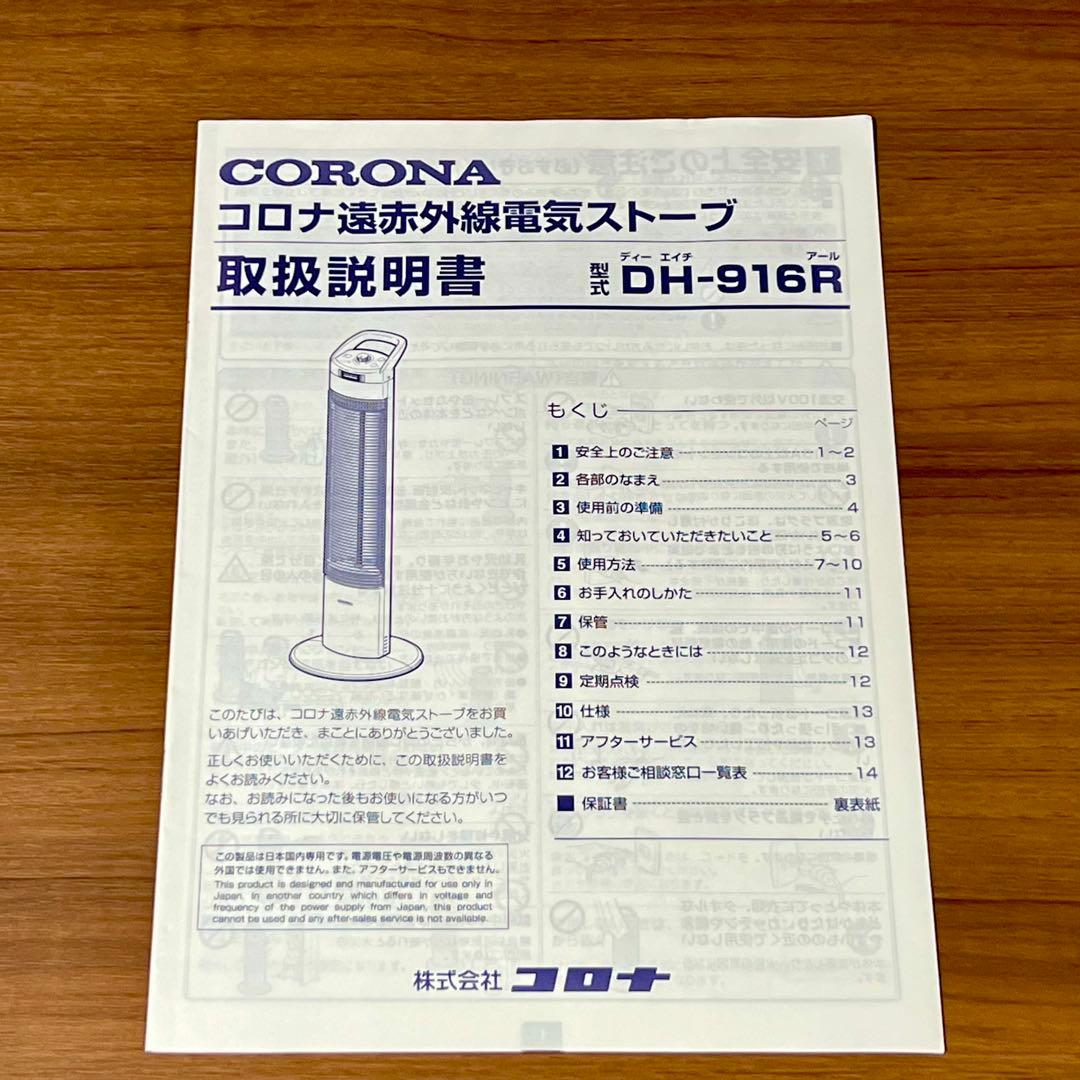 CORONA
コロナ遠赤外線電気ストーブ
取扱説明書
型式
ディー エイチ アール
DH-916R
もくじ
ページ
1 安全上のご注意 1〜2
2 各部のなまえ 3
3 使用前の準備 4
4 知っておいていただきたいこと 5〜6
5 使用方法 7〜10
6 お手入れのしかた 11
7 保管 11
8 このようなときには 12
9 定期点検 12
10 仕様 13
11 アフターサービス 13
12 お客様ご相談窓口一覧表 14
■ 保証書 裏表紙
このたびは、コロナ遠赤外線電気ストーブをお買
いあげいただき、まことにありがとうございました。
正しくお使いいただくために、この取扱説明書を
よくお読みください。
なお、お読みになった後もお使いになる方がいつ
でも見られる所に大切に保管してください。
この製品は日本国内専用です。電源電圧や電源周波数の異なる
外国では使用できません。また、アフターサービスもできません。
This product is designed and manufactured for use only in
Japan. In another country which differs in voltage and
frequency of the power supply from Japan, this product
cannot be used and any after-sales service is not available.
株式会社 コロナ